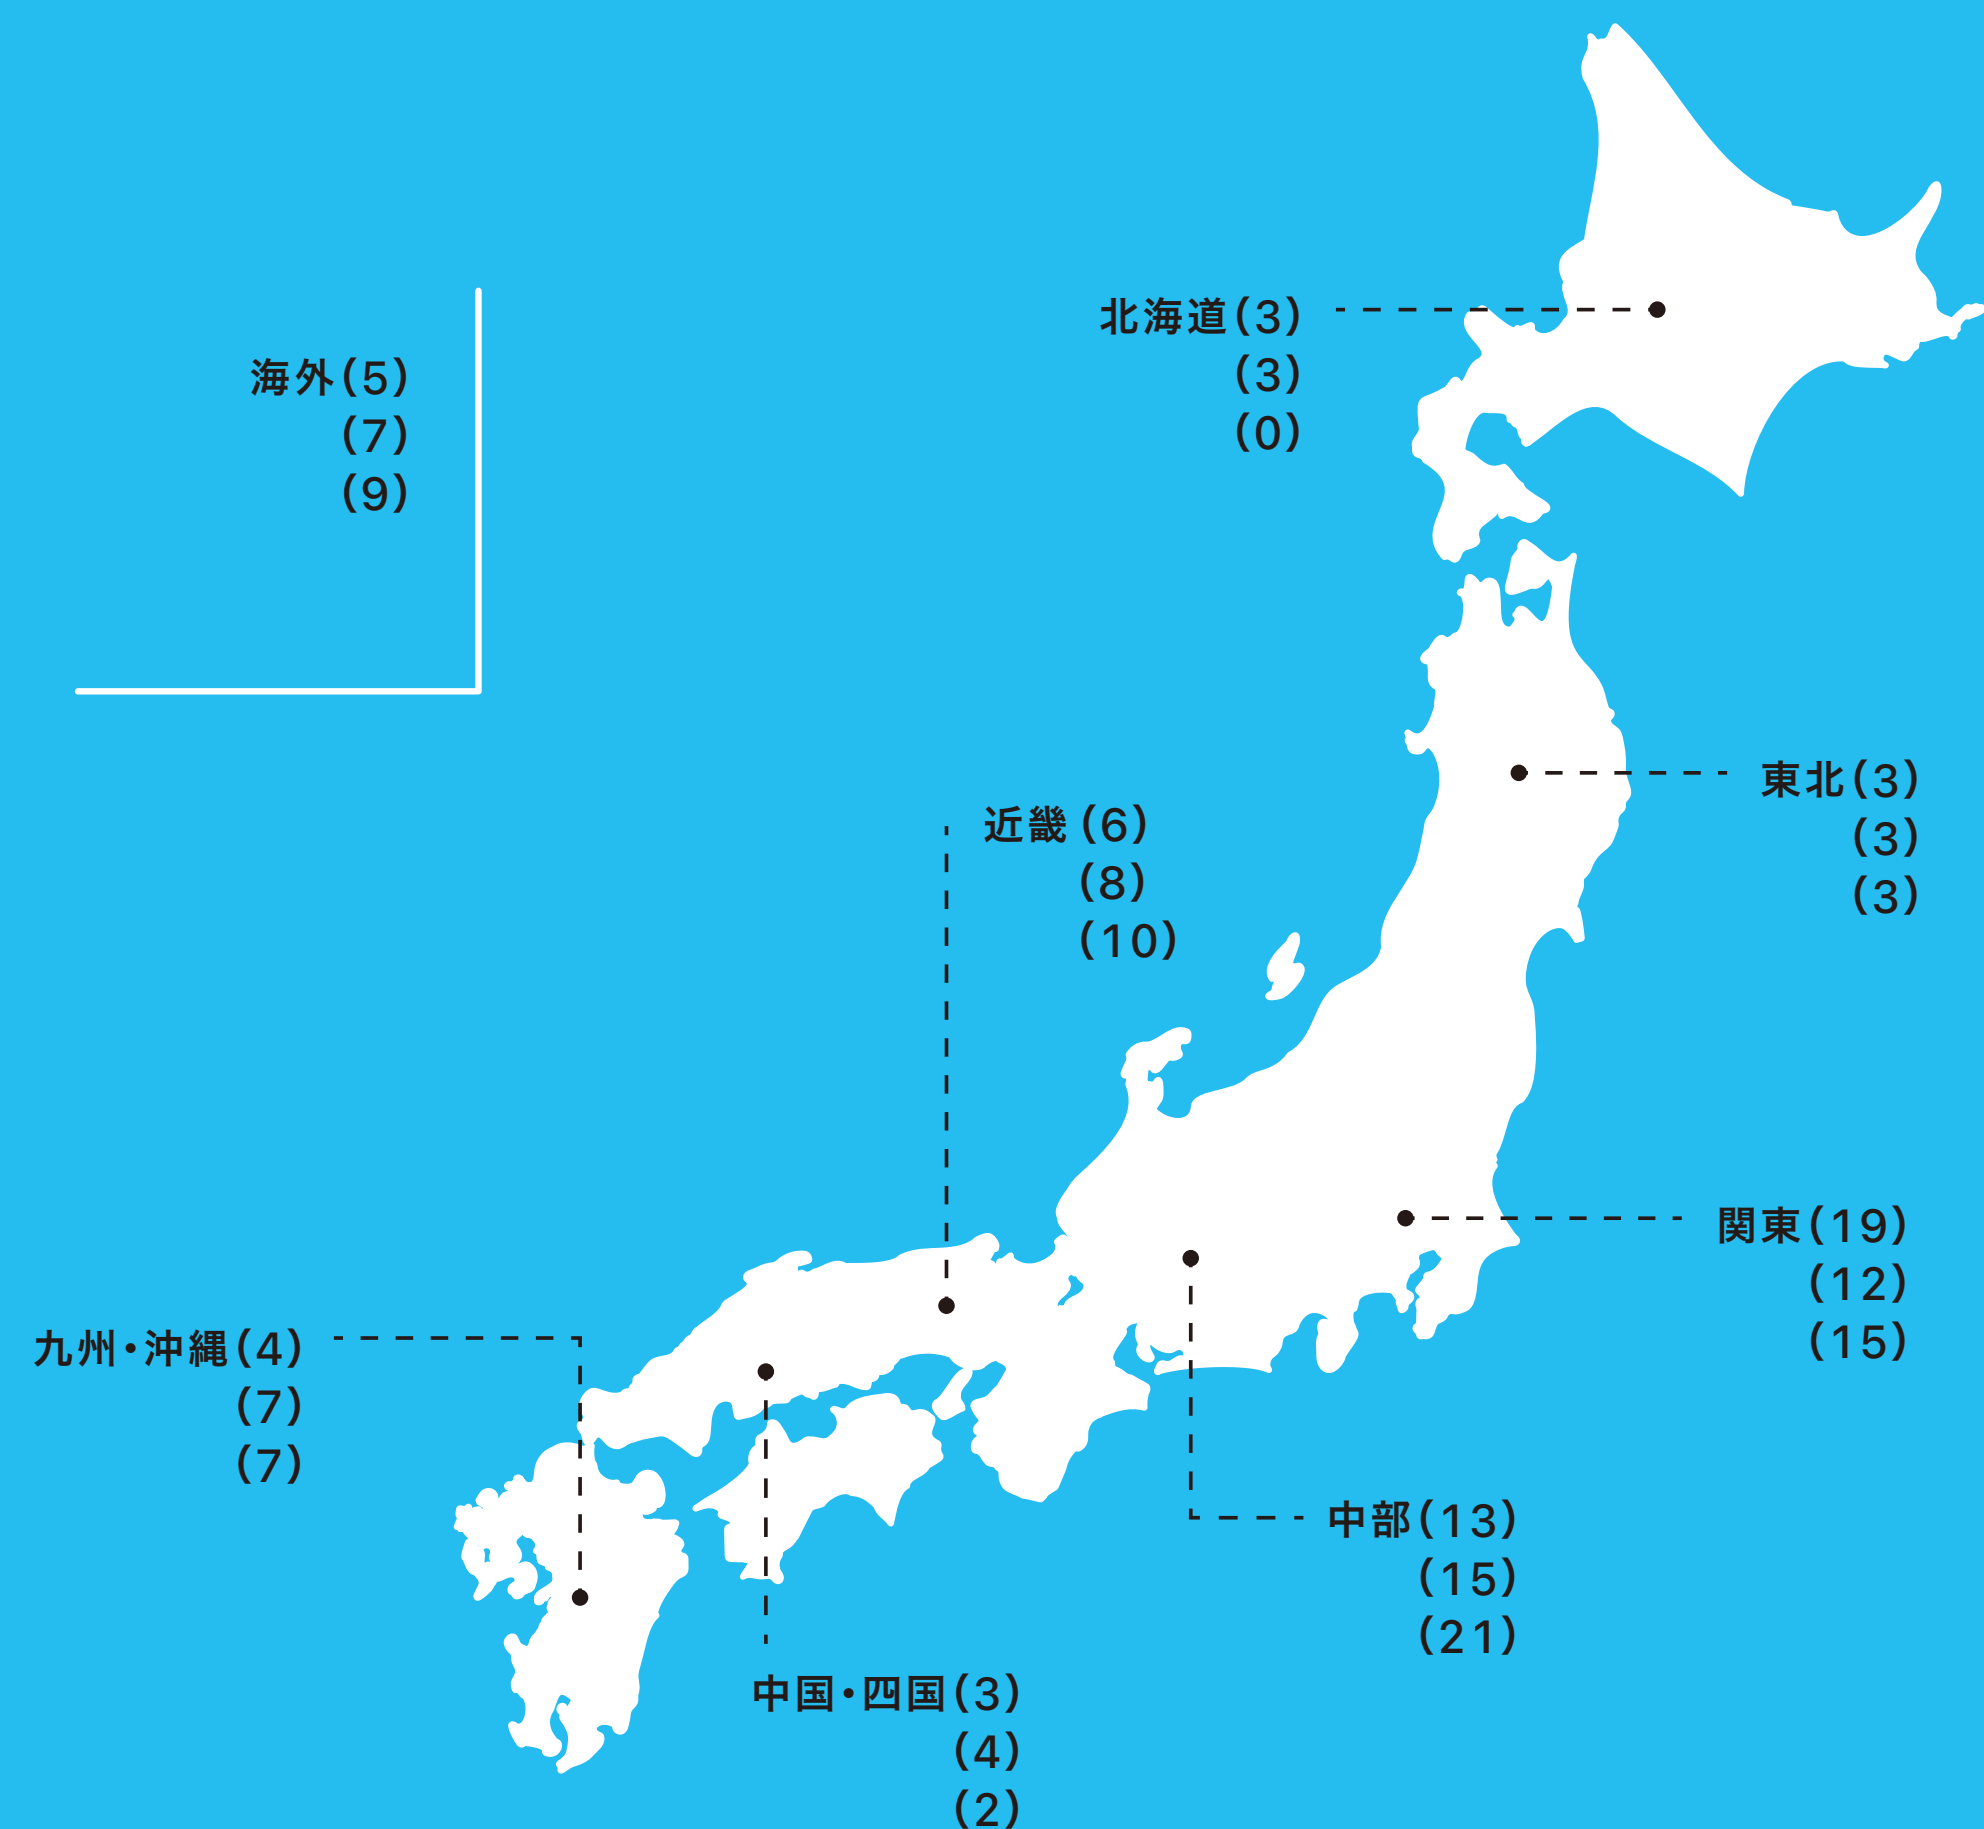 北海道(3)
(3)
(0)
海外(5)
(7)
(9)
東北(3)
(3)
(3)
近畿(6)
(8)
(10)
関東(19)
(12)
(15)
九州・沖縄(4)
(7)
(7)
中部(13)
(15)
(21)
中国・四国(3)
(4)
(2)